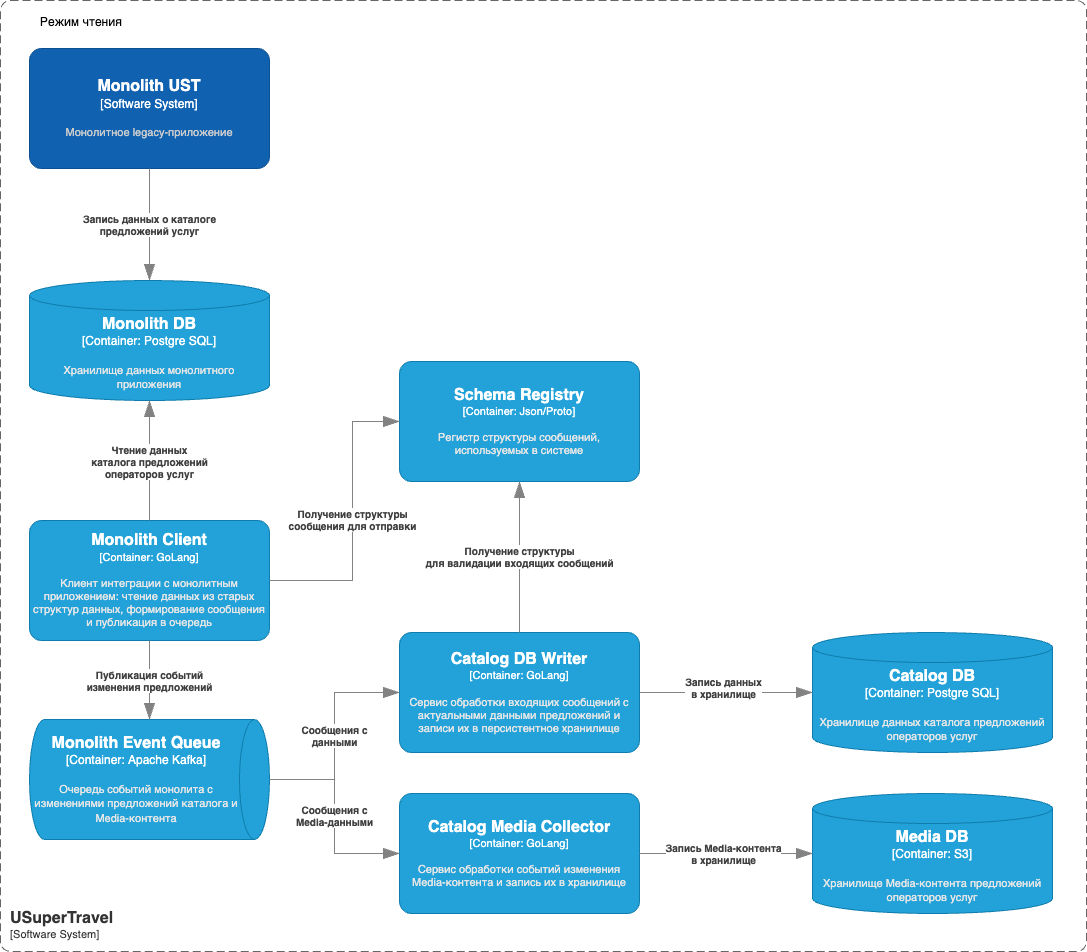 Режим чтения
Monolith UST
[Software System]
Монолитное legacy-приложение
Запись данных о каталоге
предложений услуг
Monolith DB
[Container: Postgre SQL]
Хранилище данных монолитного
приложения
Чтение данных
каталога предложений
операторов услуг
Schema Registry
[Container: Json/Proto]
Регистр структуры сообщений,
используемых в системе
Получение структуры
сообщения для отправки
Получение структуры
для валидации входящих сообщений
Monolith Client
[Container: GoLang]
Клиент интеграции с монолитным
приложением: чтение данных из старых
структур данных, формирование сообщения
и публикация в очередь
Публикация событий
изменения предложений
Monolith Event Queue
[Container: Apache Kafka]
Очередь событий монолита с
изменениями предложений каталога и
Media-контента
Сообщения с
данными
Сообщения с
Media-данными
Catalog DB Writer
[Container: GoLang]
Сервис обработки входящих сообщений с
актуальными данными предложений и
записи их в персистентное хранилище
Запись данных
в хранилище
Catalog DB
[Container: Postgre SQL]
Хранилище данных каталога предложений
операторов услуг
Catalog Media Collector
[Container: GoLang]
Сервис обработки событий изменения
Media-контента и запись их в хранилище
Запись Media-контента
в хранилище
Media DB
[Container: S3]
Хранилище Media-контента предложений
операторов услуг
USuperTravel
[Software System]